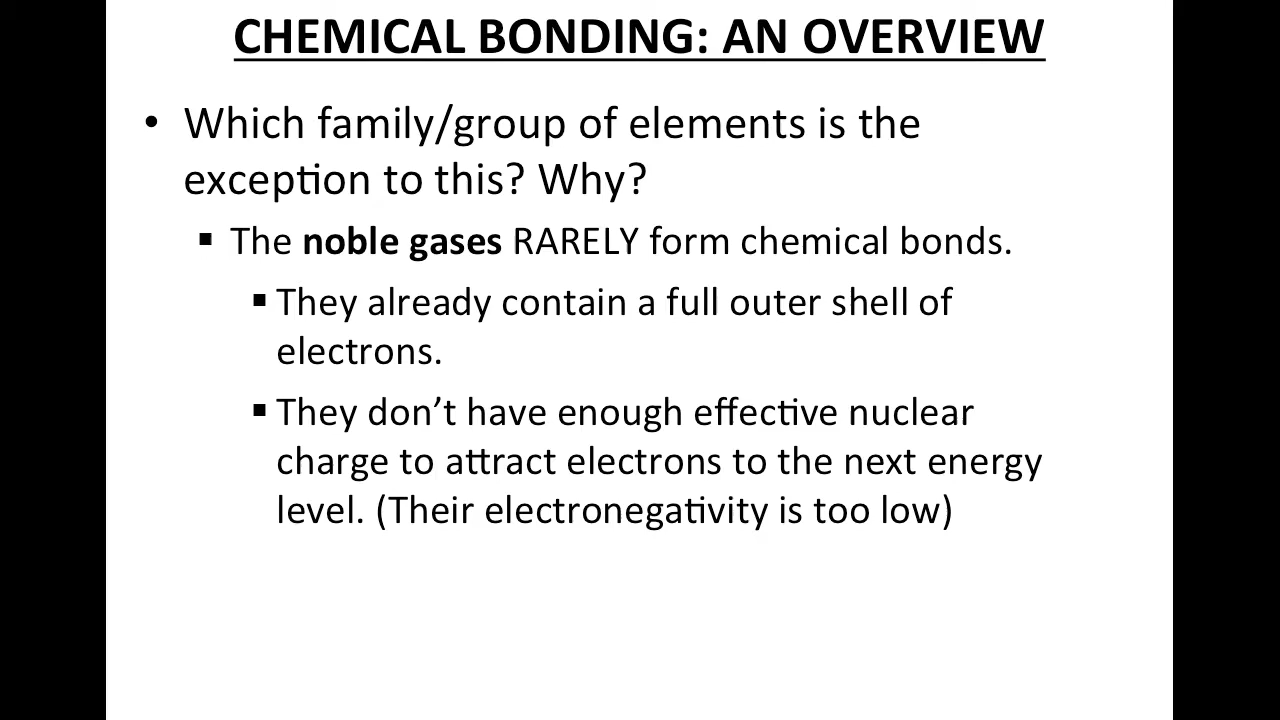 CHEMICAL BONDING: AN OVERVIEW
• Which family/group of elements is the
exception to this? Why?
▪ The noble gases RARELY form chemical bonds.
▪ They already contain a full outer shell of
electrons.
▪ They don’t have enough effective nuclear
charge to attract electrons to the next energy
level. (Their electronegativity is too low)